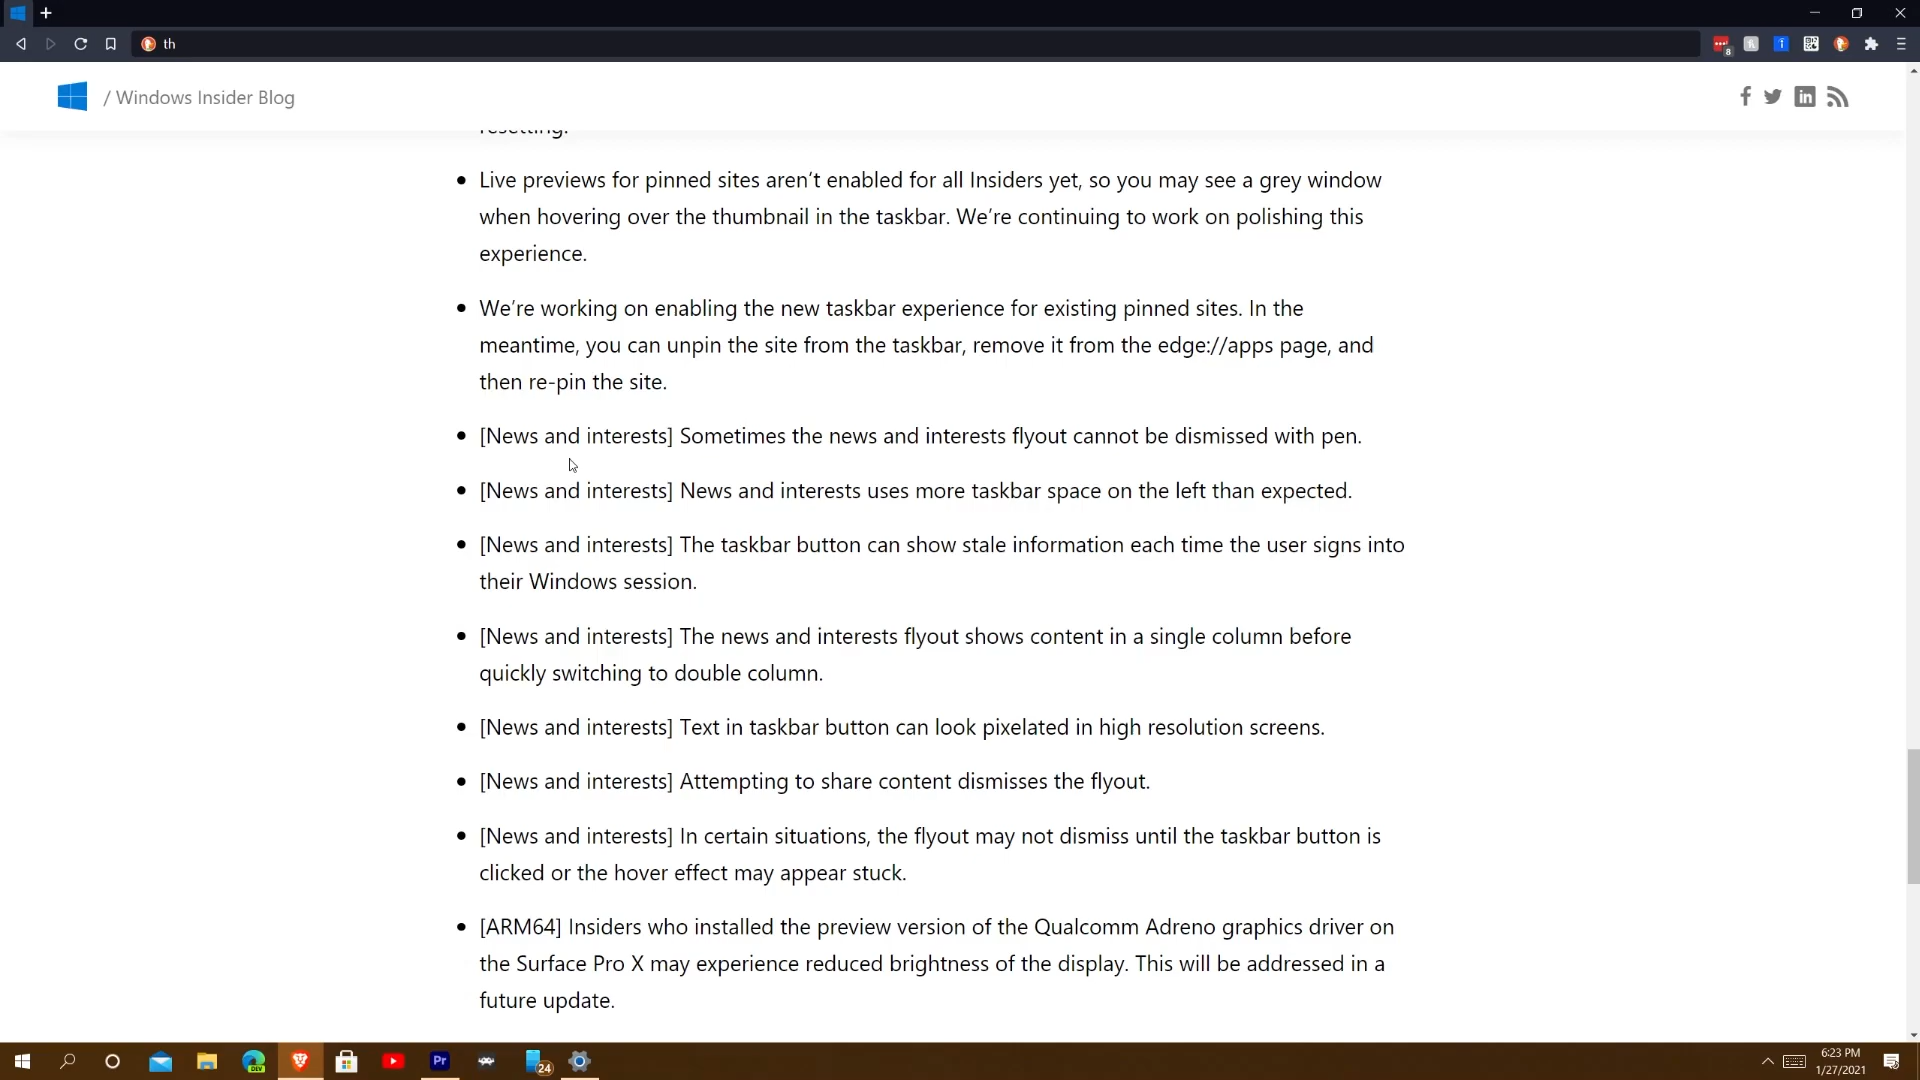 th
/ Windows Insider Blog
resetting.
• Live previews for pinned sites aren’t enabled for all Insiders yet, so you may see a grey window
when hovering over the thumbnail in the taskbar. We’re continuing to work on polishing this
experience.
• We’re working on enabling the new taskbar experience for existing pinned sites. In the
meantime, you can unpin the site from the taskbar, remove it from the edge://apps page, and
then re-pin the site.
• [News and interests] Sometimes the news and interests flyout cannot be dismissed with pen.
• [News and interests] News and interests uses more taskbar space on the left than expected.
• [News and interests] The taskbar button can show stale information each time the user signs into
their Windows session.
• [News and interests] The news and interests flyout shows content in a single column before
quickly switching to double column.
• [News and interests] Text in taskbar button can look pixelated in high resolution screens.
• [News and interests] Attempting to share content dismisses the flyout.
• [News and interests] In certain situations, the flyout may not dismiss until the taskbar button is
clicked or the hover effect may appear stuck.
• [ARM64] Insiders who installed the preview version of the Qualcomm Adreno graphics driver on
the Surface Pro X may experience reduced brightness of the display. This will be addressed in a
future update.
DEV
Pr
24
6:23 PM
1/27/2021